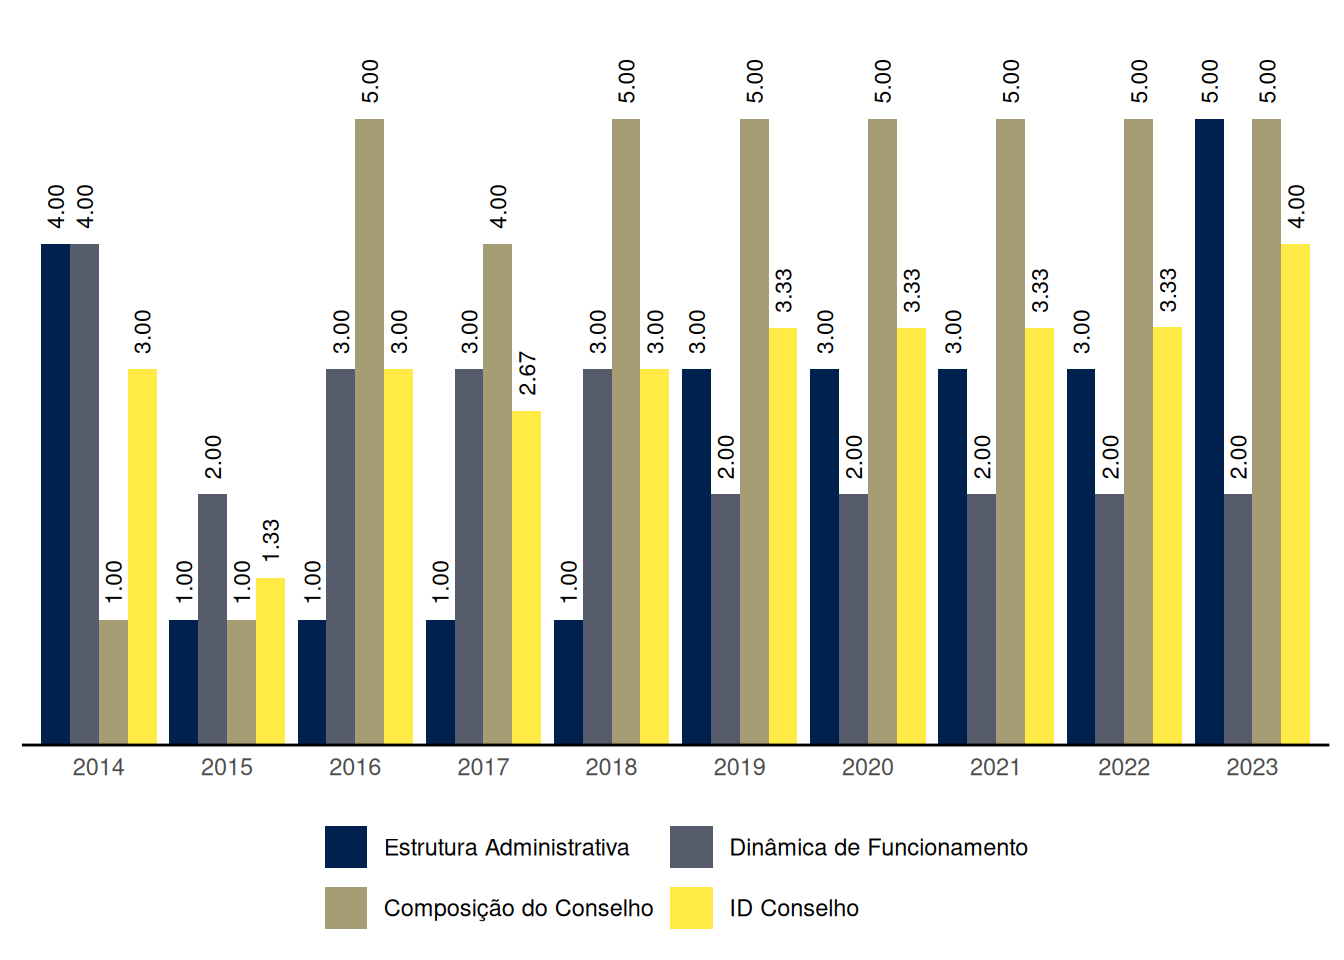 4.00 4.00 1.00 3.00
1.00 2.00 1.00 1.33
1.00 3.00 5.00 3.00
1.00 3.00 4.00 2.67
1.00 3.00 5.00 3.00
3.00 2.00 5.00 3.33
3.00 2.00 5.00 3.33
3.00 2.00 5.00 3.33
3.00 2.00 5.00 3.33
5.00 2.00 5.00 4.00
2014 2015 2016 2017 2018 2019 2020 2021 2022 2023
Estrutura Administrativa Dinâmica de Funcionamento
Composição do Conselho ID Conselho